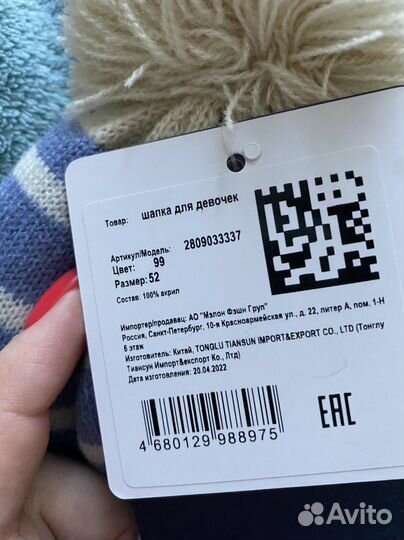 Товар: шапка для девочек
Артикул/Модель: 2809033337
Цвет: 99
Размер: 52
Состав: 100% акрил
Импортер/продавец: АО "Мэлон Фэшн Груп"
Россия, Санкт-Петербург, 10-я Красноармейская ул., д. 22, литер А, пом. 1-Н
6 этаж
Изготовитель: Китай, TONGLU TIANSUN IMPORT&EXPORT CO., LTD (Тонглу
Тиансун Импорт&експорт Ко., Лтд)
Дата изготовления: 20.04.2022
4 680129 988975
EAC
Avito